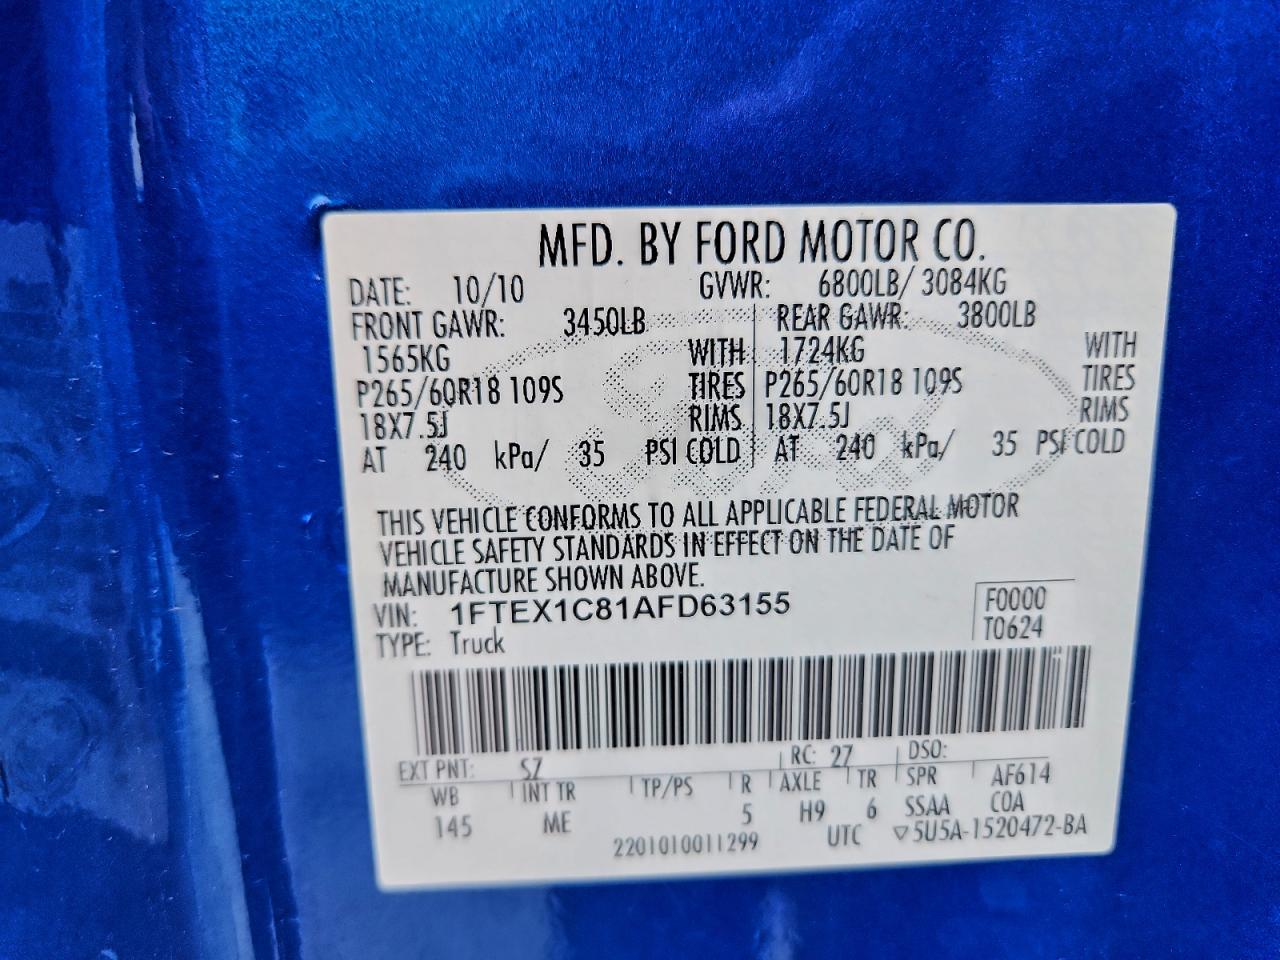 MFD. BY FORD MOTOR CO.
DATE: 10/10 GVWR: 6800LB/ 3084KG
FRONT GAWR: 3450LB REAR GAWR: 3800LB
1565KG WITH 1724KG WITH
P265/60R18 109S TIRES P265/60R18 109S TIRES
18X7.5J RIMS 18X7.5J RIMS
AT 240 kPa/ 35 PSI COLD AT 240 kPa/ 35 PSI COLD
THIS VEHICLE CONFORMS TO ALL APPLICABLE FEDERAL MOTOR
VEHICLE SAFETY STANDARDS IN EFFECT ON THE DATE OF
MANUFACTURE SHOWN ABOVE.
VIN: 1FTEX1C81AFD63155 F0000
TYPE: Truck T0624
EXT PNT: SZ RC: 27 DSO:
WB INT TR TP/PS R AXLE TR SPR AF614
145 ME 5 H9 6 SSAA COA
2201010011299 UTC ▽5U5A-1520472-BA